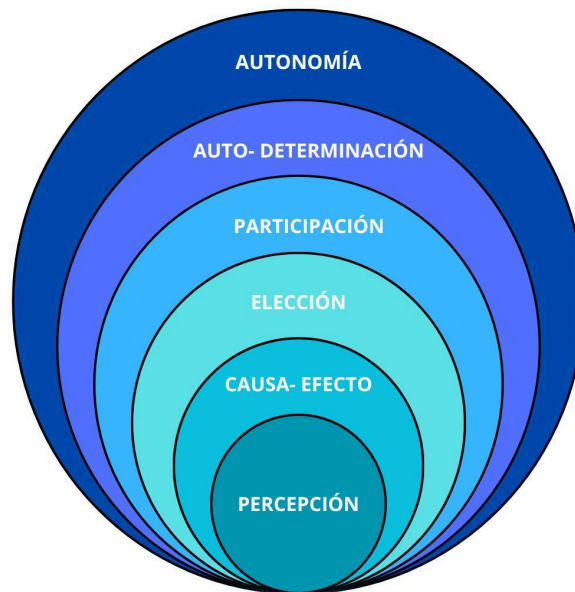 AUTONOMÍA
AUTO- DETERMINACIÓN
PARTICIPACIÓN
ELECCIÓN
CAUSA- EFECTO
PERCEPCIÓN